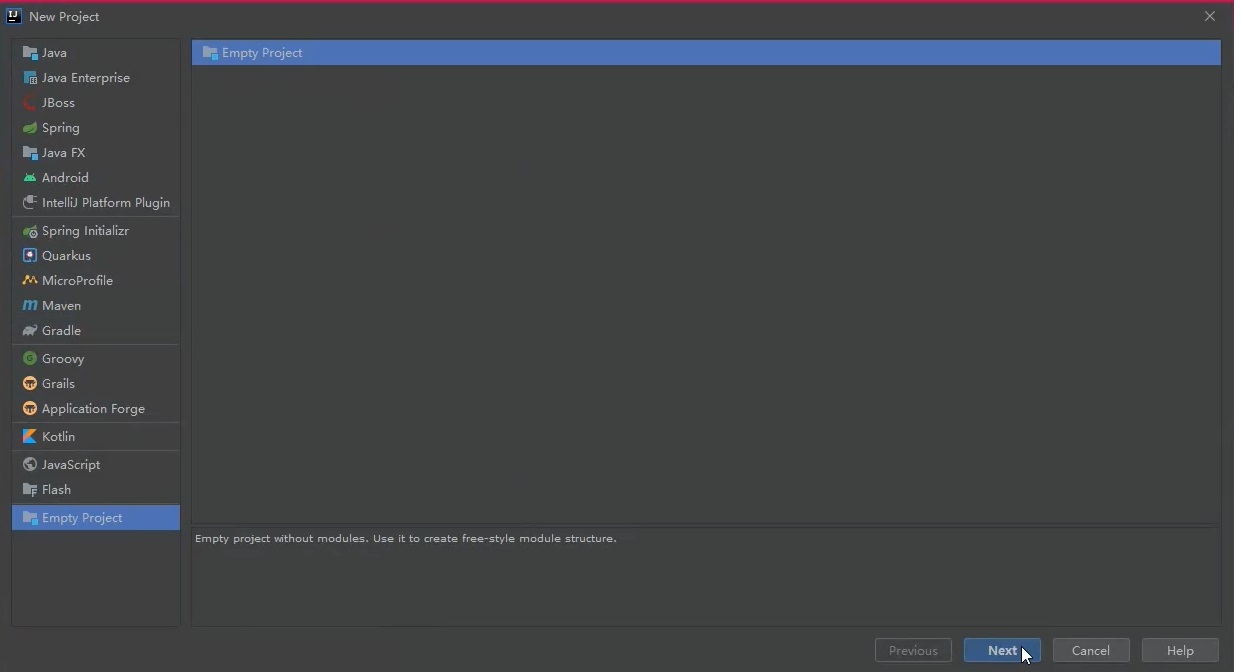 New Project
Java
Java Enterprise
JBoss
Spring
Java FX
Android
IntelliJ Platform Plugin
Spring Initializr
Quarkus
MicroProfile
Maven
Gradle
Groovy
Grails
Application Forge
Kotlin
JavaScript
Flash
Empty Project
Empty Project
Empty project without modules. Use it to create free-style module structure.
Previous
Next
Cancel
Help